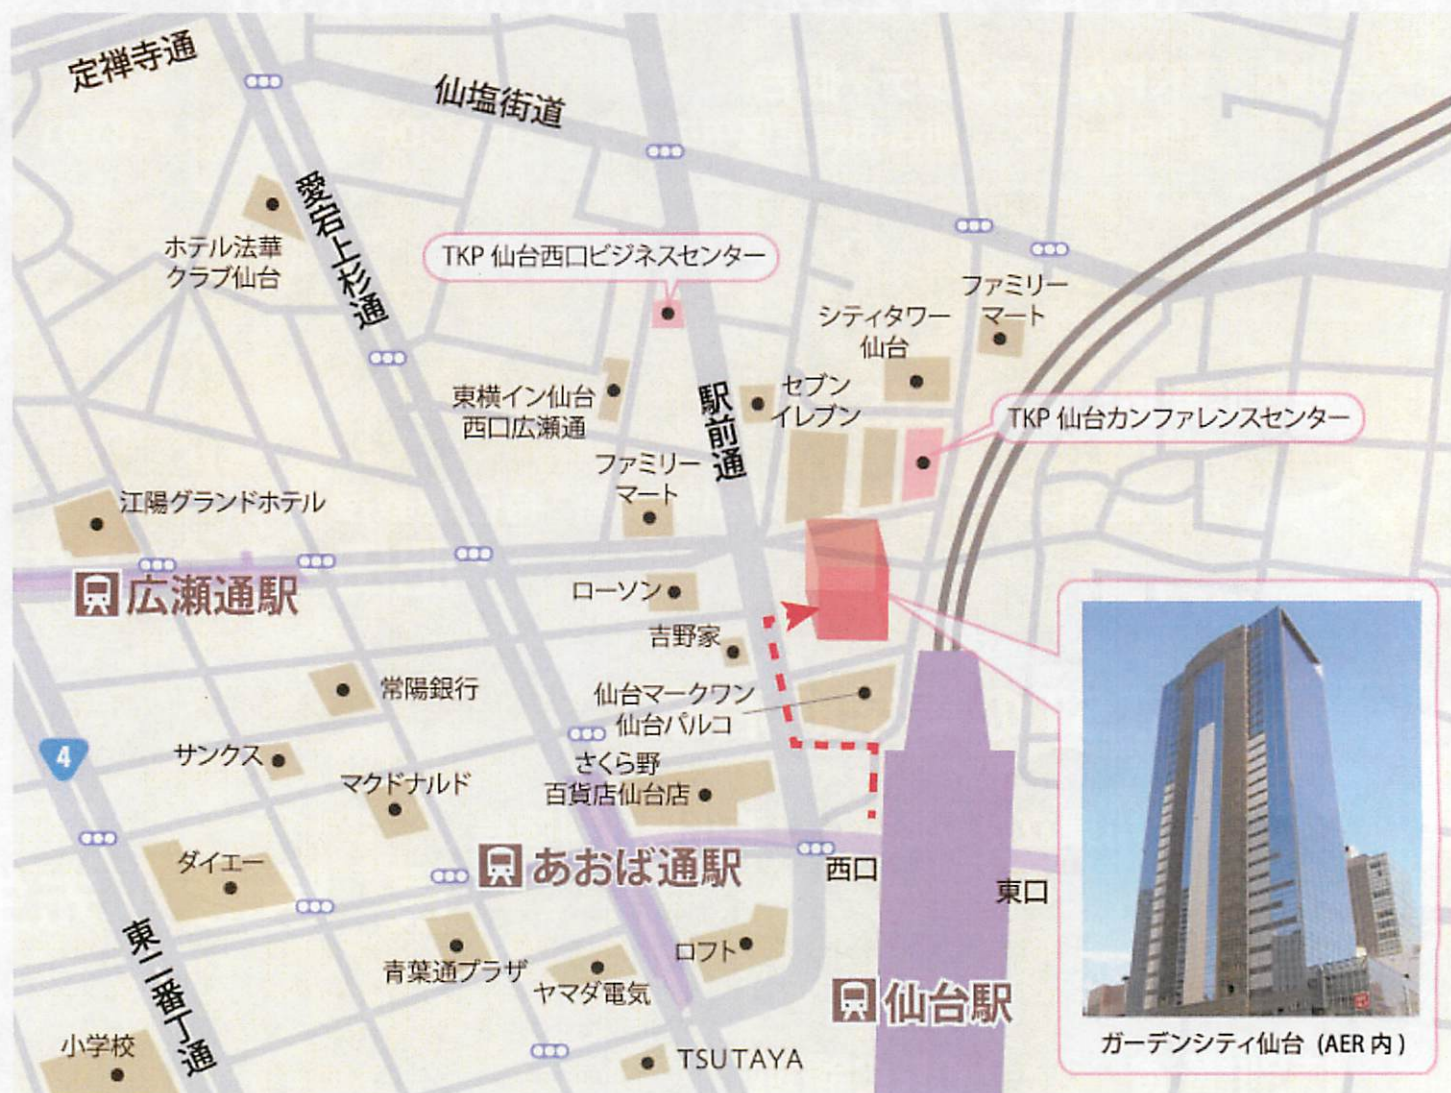 定禅寺通
仙塩街道
愛宕上杉通
ホテル法華
クラブ仙台
TKP 仙台西口ビジネスセンター
ファミリー
マート
シティタワー
仙台
東横イン仙台
西口広瀬通
駅前通
セブン
イレブン
TKP 仙台カンファレンスセンター
ファミリー
マート
江陽グランドホテル
広瀬通駅
ローソン
吉野家
常陽銀行
仙台マークワン
仙台パルコ
4
サンクス
マクドナルド
さくら野
百貨店仙台店
ダイエー
あおば通駅
西口
東口
東二番丁通
青葉通プラザ
ヤマダ電気
ロフト
仙台駅
小学校
TSUTAYA
ガーデンシティ仙台 (AER 内)